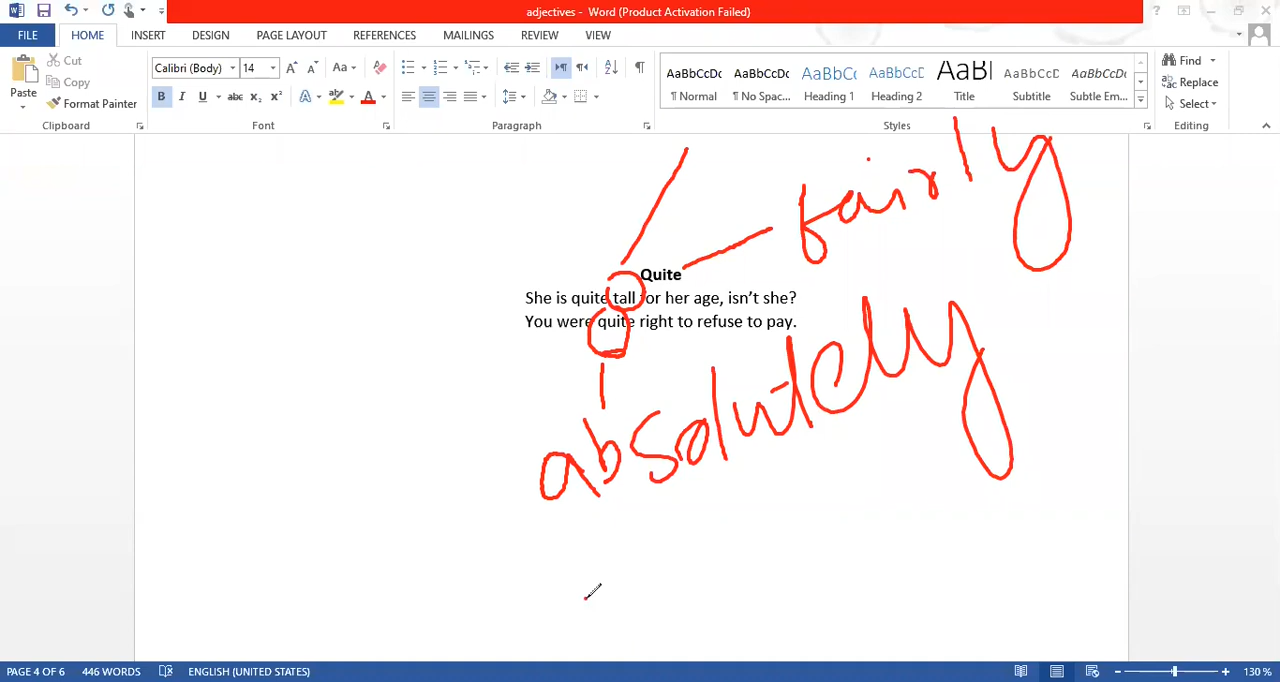 adjectives - Word (Product Activation Failed)
FILE HOME INSERT DESIGN PAGE LAYOUT REFERENCES MAILINGS REVIEW VIEW
Paste
Cut
Copy
Format Painter
Clipboard
Calibri (Body) 14
Font
Paragraph
AaBbCcDc AaBbCcDc AaBbCc AaBbCcD AaBl AaBbCcD AaBbCcDc
¶ Normal ¶ No Spac... Heading 1 Heading 2 Title Subtitle Subtle Em...
Styles
Find
Replace
Select
Editing
fairly
Quite
She is quite tall for her age, isn't she?
You were quite right to refuse to pay.
absolutely
PAGE 4 OF 6 446 WORDS ENGLISH (UNITED STATES) 130 %